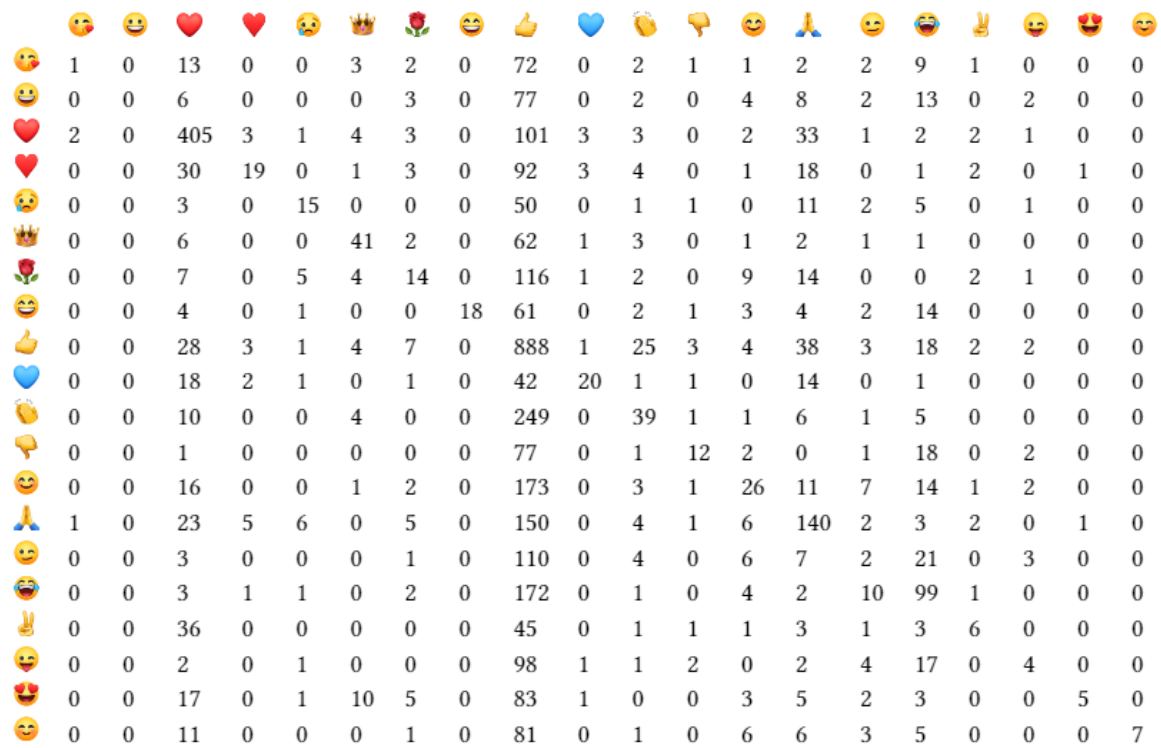 😘 😀 ❤️ ♥️ 😢 👑 🌹 😄 👍 💙 👏 👎 😊 🙏 😉 😂 ✌️ 😜 😍 😊
😘 1 0 13 0 0 3 2 0 72 0 2 1 1 2 2 9 1 0 0 0
😀 0 0 6 0 0 0 3 0 77 0 2 0 4 8 2 13 0 2 0 0
❤️ 2 0 405 3 1 4 3 0 101 3 3 0 2 33 1 2 2 1 0 0
♥️ 0 0 30 19 0 1 3 0 92 3 4 0 1 18 0 1 2 0 1 0
😢 0 0 3 0 15 0 0 0 50 0 1 1 0 11 2 5 0 1 0 0
👑 0 0 6 0 0 41 2 0 62 1 3 0 1 2 1 1 0 0 0 0
🌹 0 0 7 0 5 4 14 0 116 1 2 0 9 14 0 0 2 1 0 0
😄 0 0 4 0 1 0 0 18 61 0 2 1 3 4 2 14 0 0 0 0
👍 0 0 28 3 1 4 7 0 888 1 25 3 4 38 3 18 2 2 0 0
💙 0 0 18 2 1 0 1 0 42 20 1 1 0 14 0 1 0 0 0 0
👏 0 0 10 0 0 4 0 0 249 0 39 1 1 6 1 5 0 0 0 0
👎 0 0 1 0 0 0 0 0 77 0 1 12 2 0 1 18 0 2 0 0
😊 0 0 16 0 0 1 2 0 173 0 3 1 26 11 7 14 1 2 0 0
🙏 1 0 23 5 6 0 5 0 150 0 4 1 6 140 2 3 2 0 1 0
😉 0 0 3 0 0 0 1 0 110 0 4 0 6 7 2 21 0 3 0 0
😂 0 0 3 1 1 0 2 0 172 0 1 0 4 2 10 99 1 0 0 0
✌️ 0 0 36 0 0 0 0 0 45 0 1 1 1 3 1 3 6 0 0 0
😜 0 0 2 0 1 0 0 0 98 1 1 2 0 2 4 17 0 4 0 0
😍 0 0 17 0 1 10 5 0 83 1 0 0 3 5 2 3 0 0 5 0
😊 0 0 11 0 0 0 1 0 81 0 1 0 6 6 3 5 0 0 0 7